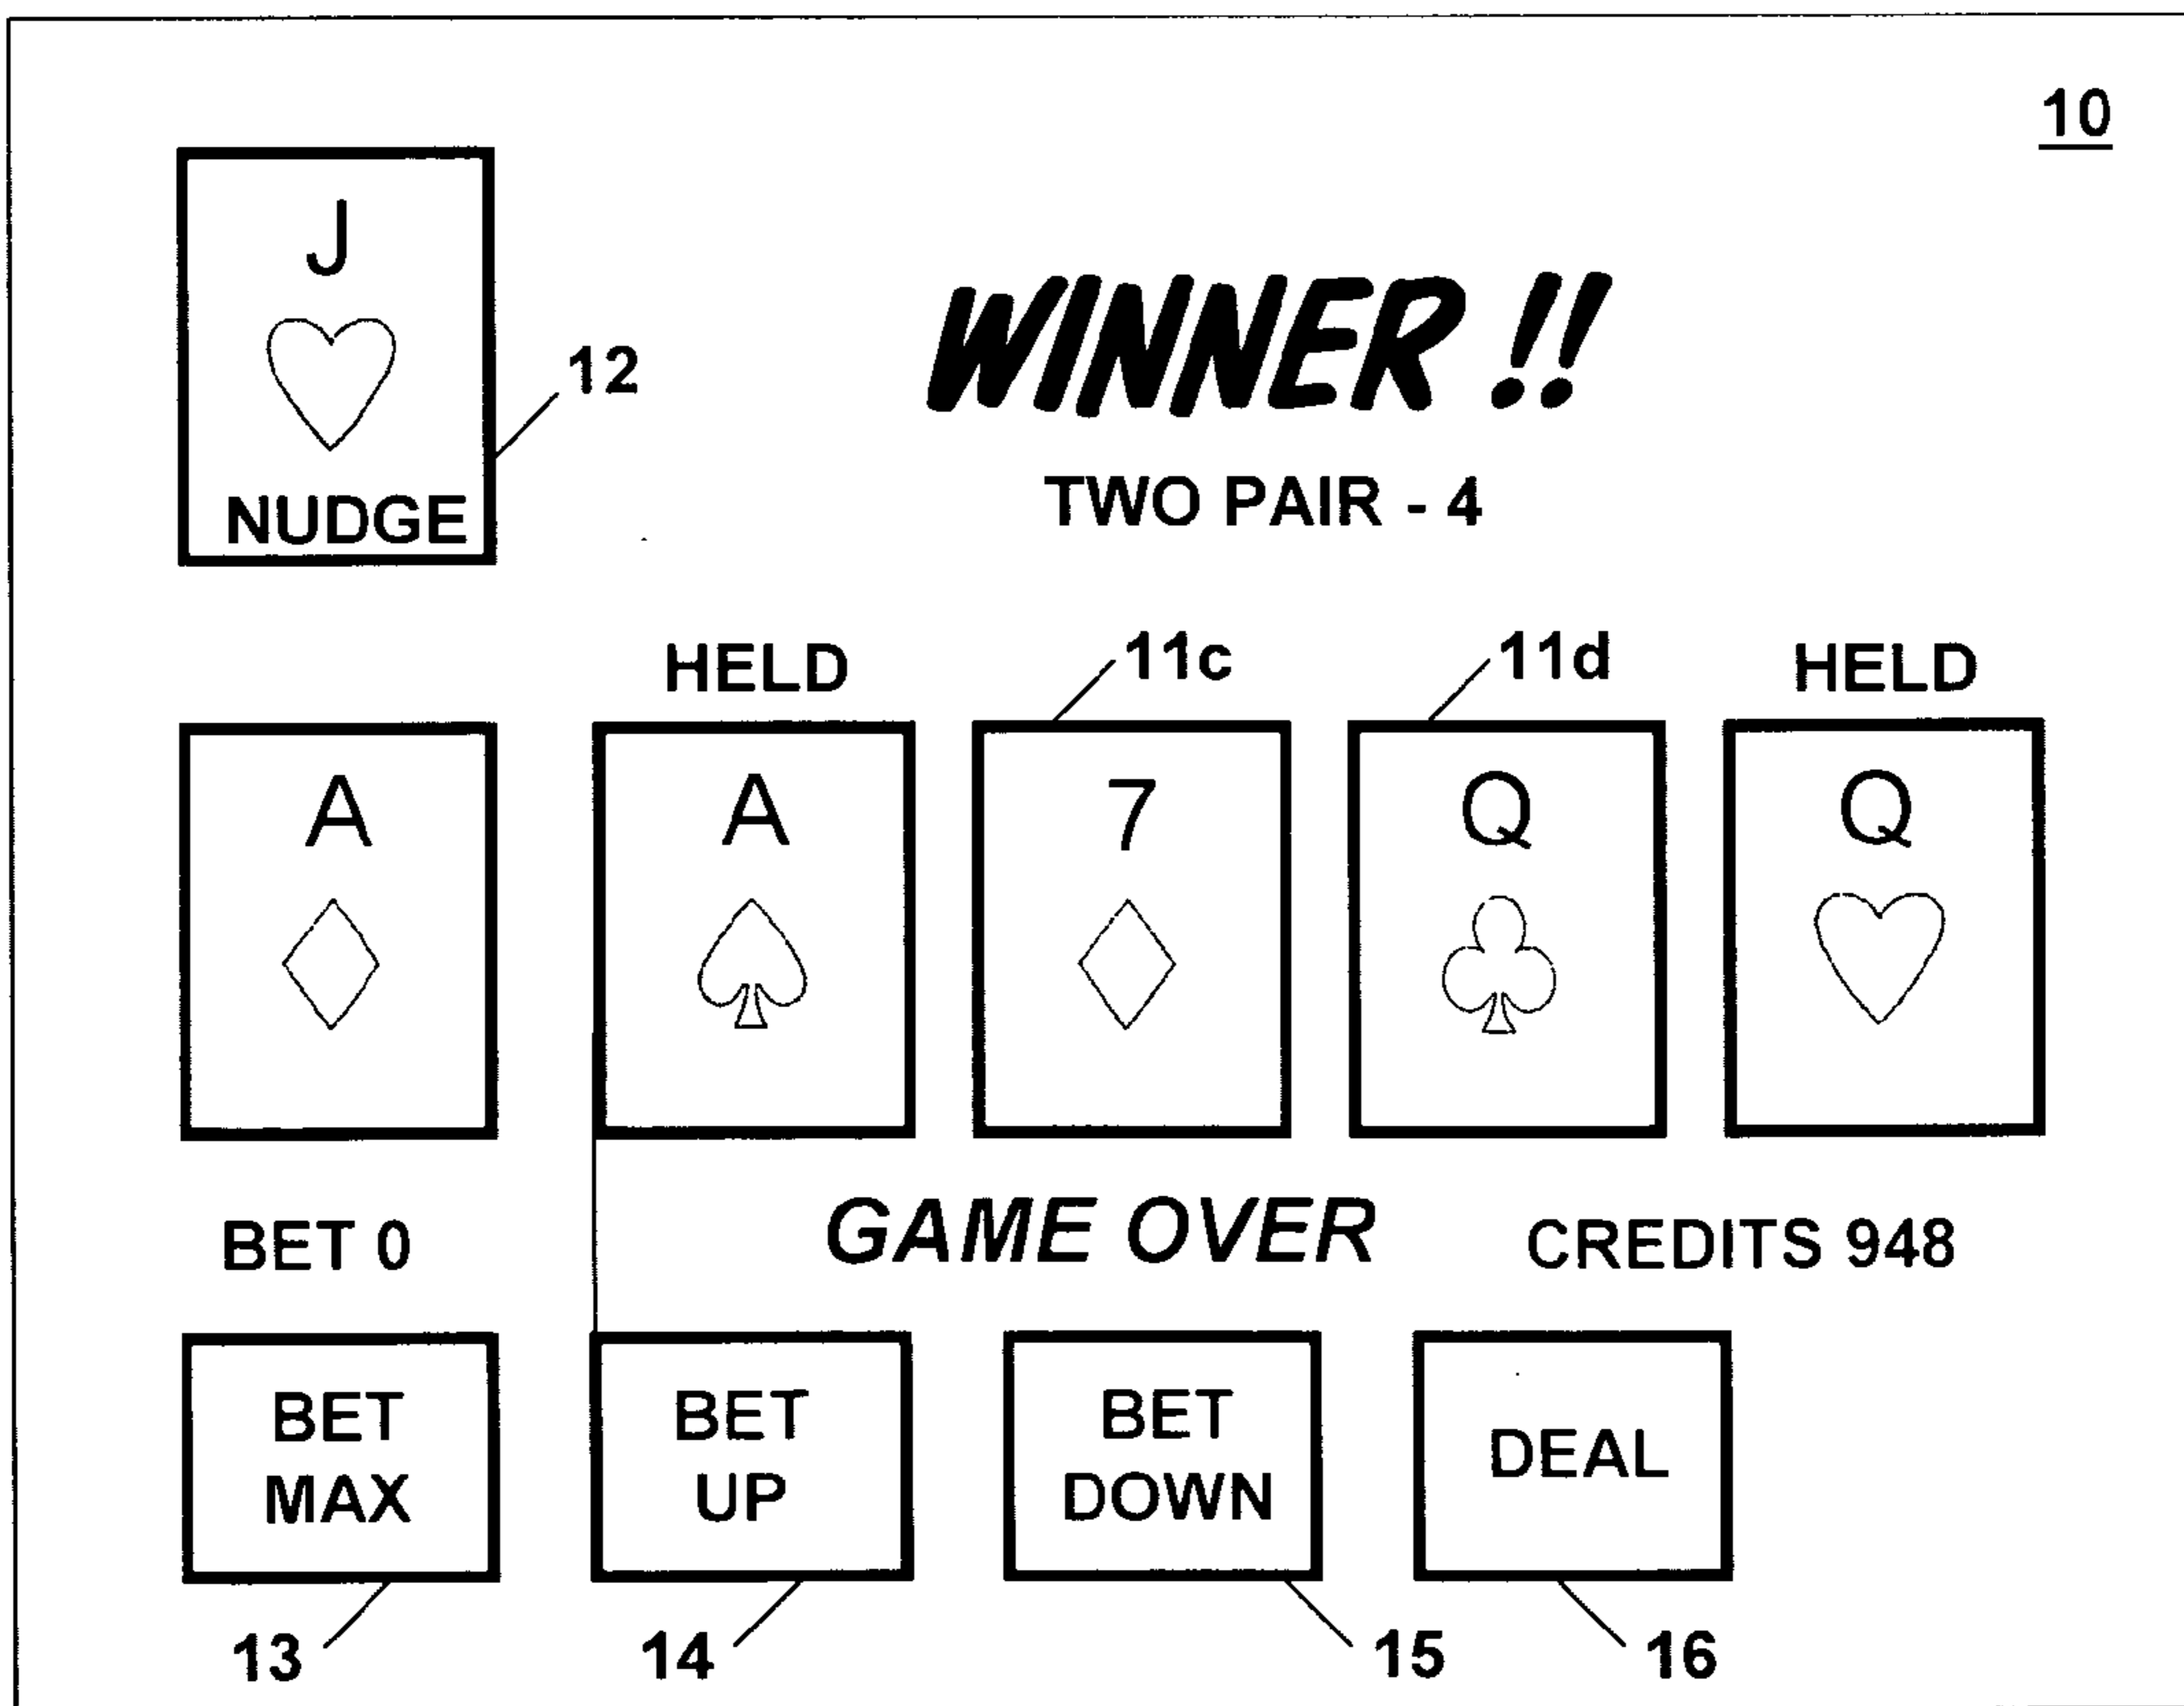 10
J
12
NUDGE
WINNER !!
TWO PAIR - 4
HELD 11c 11d HELD
A A 7 Q Q
BET 0 GAME OVER CREDITS 948
BET MAX
BET UP
BET DOWN
DEAL
13 14 15 16